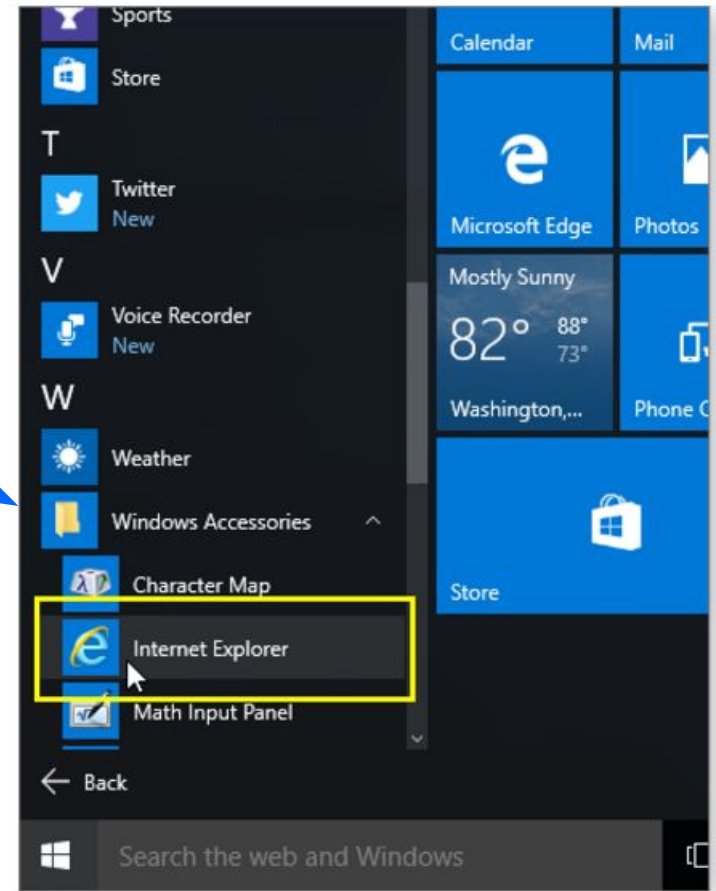 Sports
Store
T
Twitter
New
V
Voice Recorder
New
W
Weather
Windows Accessories
Character Map
Internet Explorer
Math Input Panel
Back
Search the web and Windows
Calendar
Mail
Microsoft Edge
Photos
Mostly Sunny
82° 88°
73°
Washington,...
Phone C
Store